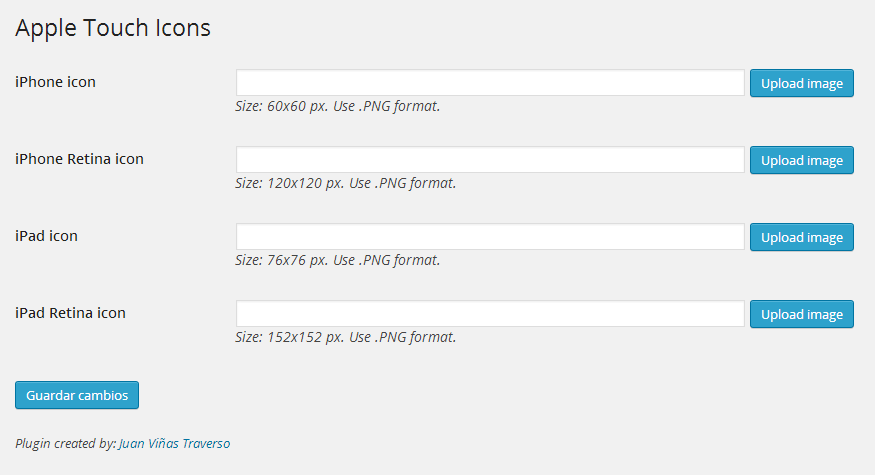 Apple Touch Icons
iPhone icon
Upload image
Size: 60x60 px. Use .PNG format.
iPhone Retina icon
Upload image
Size: 120x120 px. Use .PNG format.
iPad icon
Upload image
Size: 76x76 px. Use .PNG format.
iPad Retina icon
Upload image
Size: 152x152 px. Use .PNG format.
Guardar cambios
Plugin created by: Juan Viñas Traverso